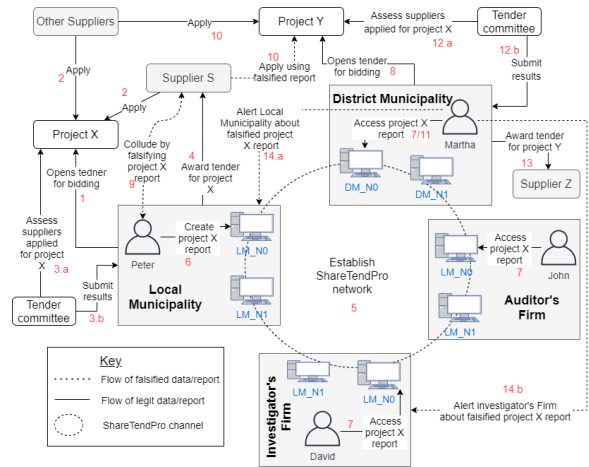 Other Suppliers
Apply
10
Project Y
Assess suppliers
applied for project X
12.a
Tender
committee
12.b
Submit
results
2
Apply
2
Apply
Supplier S
10
Apply using
falsified report
Opens tender
for bidding
8
District Municipality
Project X
Alert Local
Municipality about
falsified project
X report
14.a
Access project X
report 7/11
Martha
DM_N0
DM_N1
Award tender for
project Y
13
Supplier Z
Opens tedner
for bidding
1
Collude by
falsifying
project X
report
9
4
Award tender
for project
X
Assess
suppliers
applied
for project
X
3.a
Peter
Create
project X
report
6
LM_N0
LM_N1
Local
Municipality
Submit
results
3.b
Tender
committee
Establish
ShareTendPro
network
5
LM_N0
LM_N1
Access
project X
report
7
John
Auditor's
Firm
Key
Flow of falsified data/report
Flow of legit data/report
ShareTendPro channel
Investigator's
Firm
LM_N1
LM_N0
David
7
Access
project X
report
14.b
Alert investigator's Firm
about falsified project X report